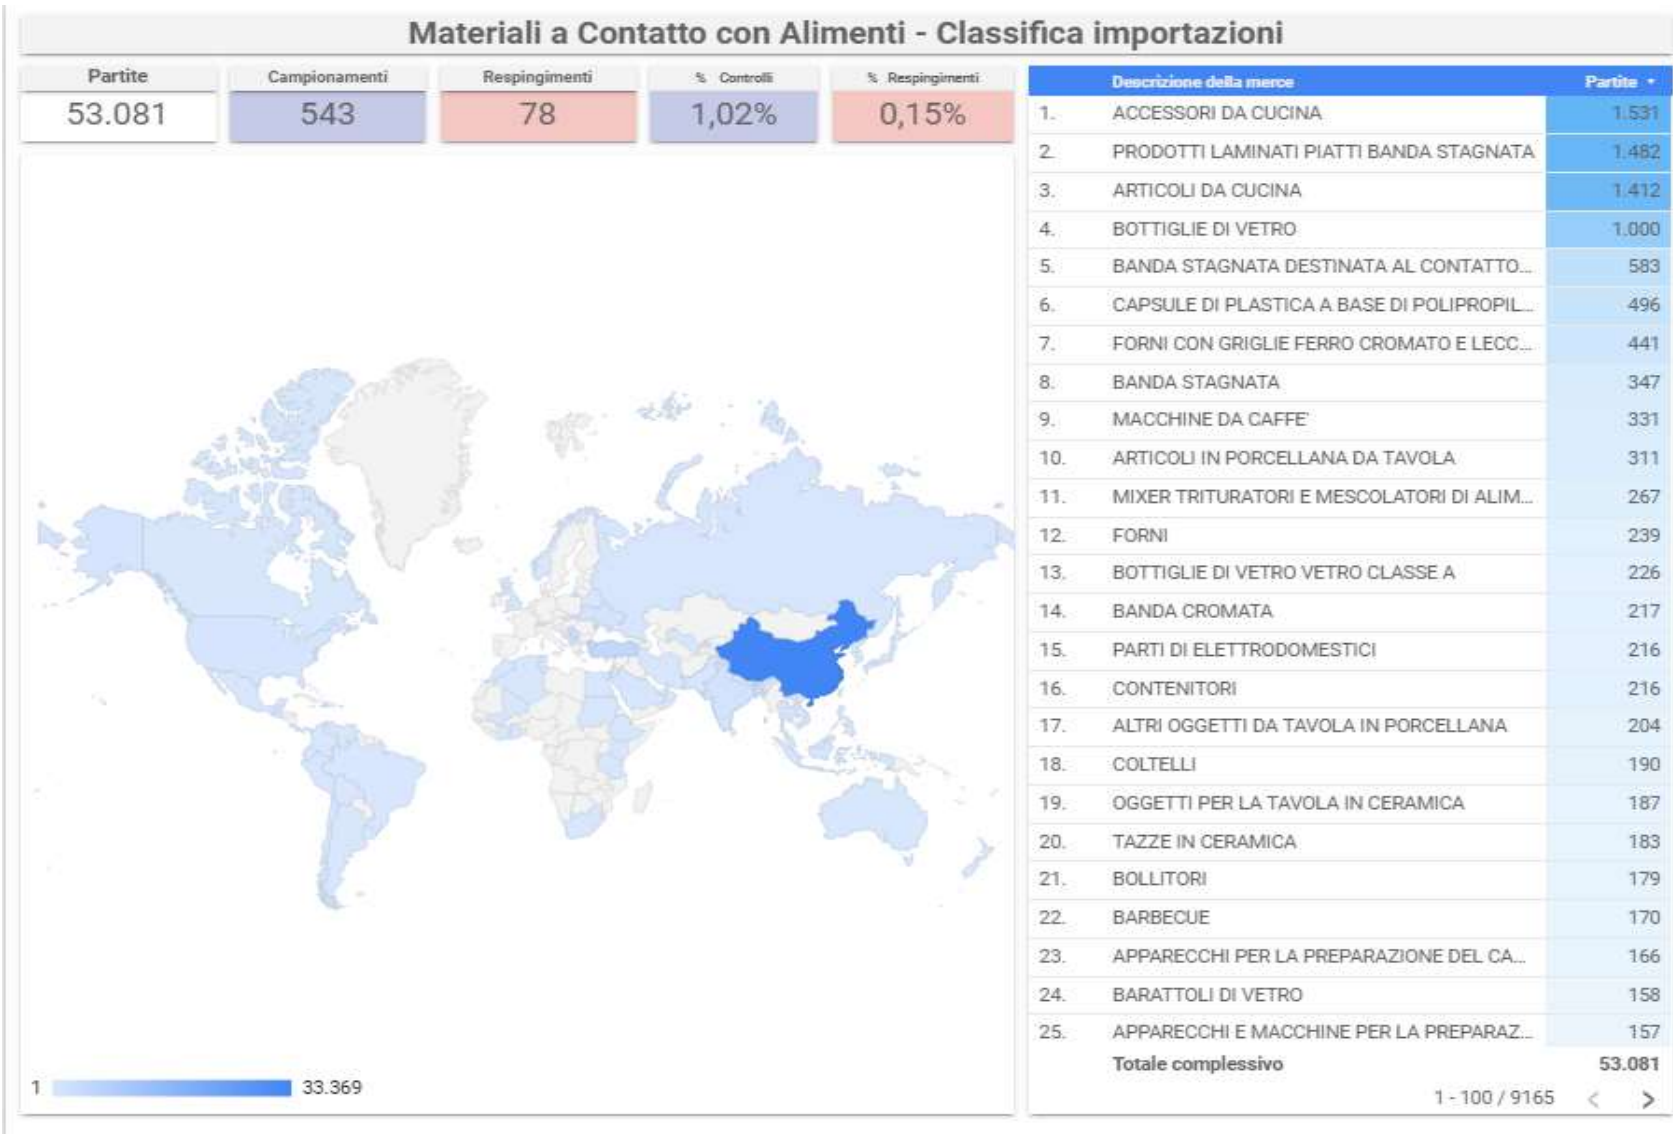 Materiali a Contatto con Alimenti - Classifica importazioni
Partite
53.081
Campionamenti
543
Respingimenti
78
% Controlli
1,02%
% Respingimenti
0,15%
Descrizione della merce Partite
1. ACCESSORI DA CUCINA 1.531
2. PRODOTTI LAMINATI PIATTI BANDA STAGNATA 1.482
3. ARTICOLI DA CUCINA 1.412
4. BOTTIGLIE DI VETRO 1.000
5. BANDA STAGNATA DESTINATA AL CONTATTO... 583
6. CAPSULE DI PLASTICA A BASE DI POLIPROPIL... 496
7. FORNI CON GRIGLIE FERRO CROMATO E LECC... 441
8. BANDA STAGNATA 347
9. MACCHINE DA CAFFE' 331
10. ARTICOLI IN PORCELLANA DA TAVOLA 311
11. MIXER TRITURATORI E MESCOLATORI DI ALIM... 267
12. FORNI 239
13. BOTTIGLIE DI VETRO VETRO CLASSE A 226
14. BANDA CROMATA 217
15. PARTI DI ELETTRODOMESTICI 216
16. CONTENITORI 216
17. ALTRI OGGETTI DA TAVOLA IN PORCELLANA 204
18. COLTELLI 190
19. OGGETTI PER LA TAVOLA IN CERAMICA 187
20. TAZZE IN CERAMICA 183
21. BOLLITORI 179
22. BARBECUE 170
23. APPARECCHI PER LA PREPARAZIONE DEL CA... 166
24. BARATTOLI DI VETRO 158
25. APPARECCHI E MACCHINE PER LA PREPARAZ... 157
Totale complessivo 53.081
1 - 100 / 9165 < >
1 33.369